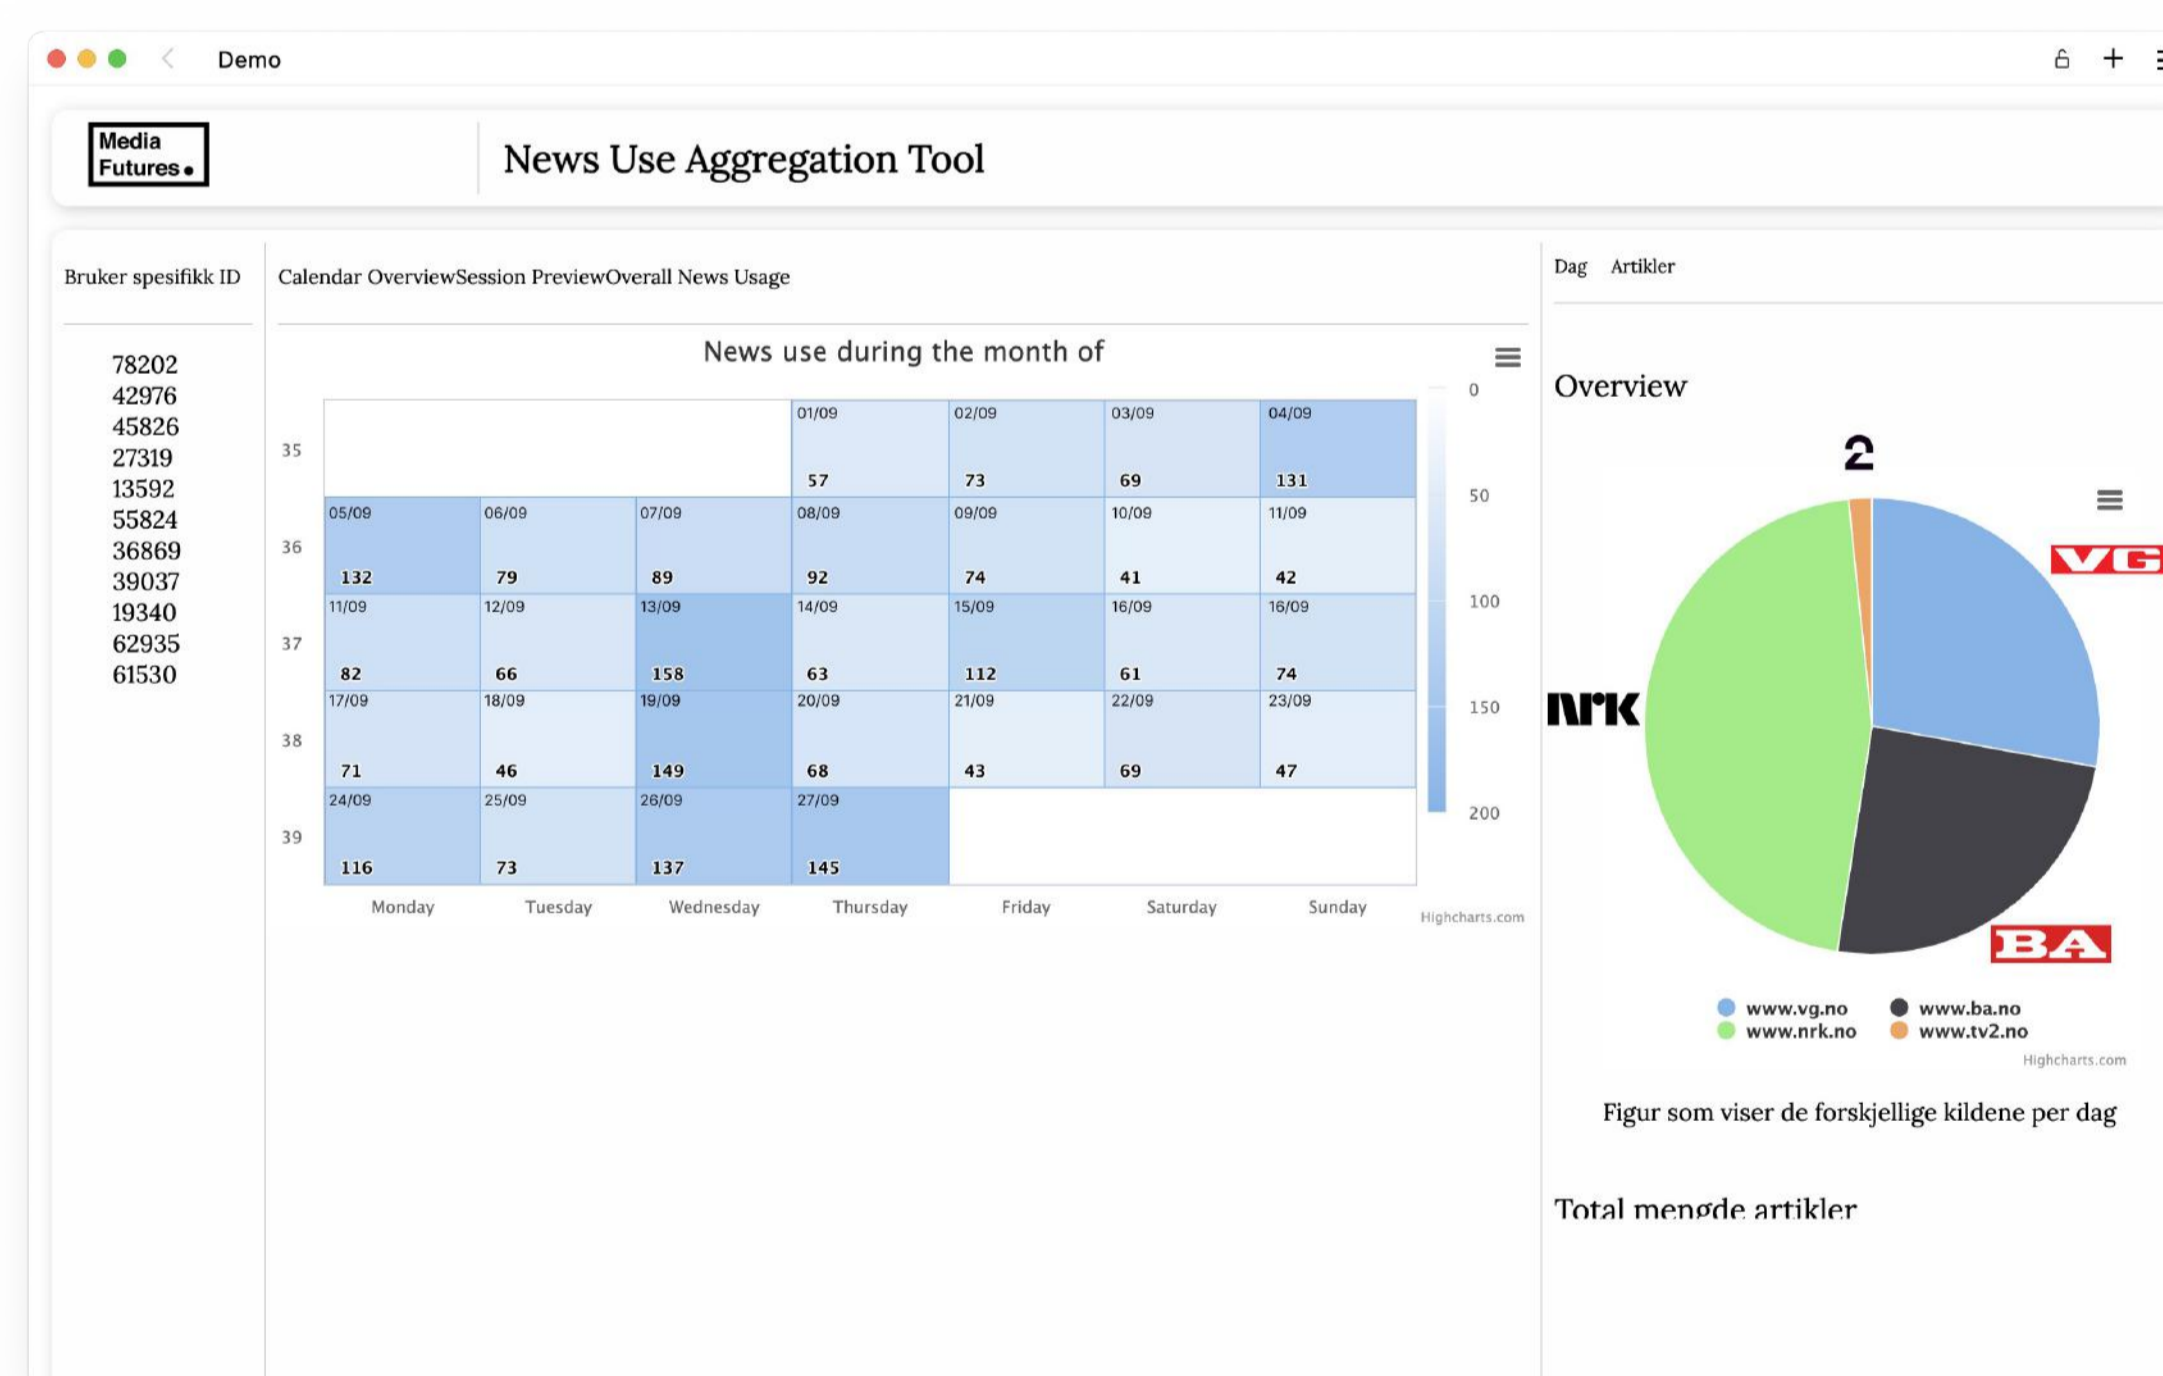 Demo
Media
Futures.
News Use Aggregation Tool
Bruker spesifikk ID
78202
42976
45826
27319
13592
55824
36869
39037
19340
62935
61530
Calendar OverviewSession PreviewOverall News Usage
News use during the month of
01/09 02/09 03/09 04/09
35
57 73 69 131
05/09 06/09 07/09 08/09 09/09 10/09 11/09
36
132 79 89 92 74 41 42
11/09 12/09 13/09 14/09 15/09 16/09 16/09
37
82 66 158 63 112 61 74
17/09 18/09 19/09 20/09 21/09 22/09 23/09
38
71 46 149 68 43 69 47
24/09 25/09 26/09 27/09
39
116 73 137 145
Monday Tuesday Wednesday Thursday Friday Saturday Sunday
0
50
100
150
200
Highcharts.com
Dag Artikler
Overview
2
VG
nrk
BA
www.vg.no www.ba.no
www.nrk.no www.tv2.no
Highcharts.com
Figur som viser de forskjellige kildene per dag
Total mengde artikler